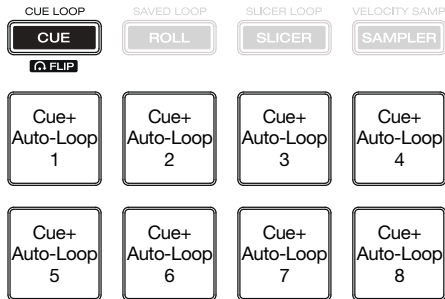 CUE LOOP SAVED LOOP SLICER LOOP VELOCITY SAMP
CUE ROLL SLICER SAMPLER
FLIP
Cue+ Cue+ Cue+ Cue+
Auto-Loop Auto-Loop Auto-Loop Auto-Loop
1 2 3 4
Cue+ Cue+ Cue+ Cue+
Auto-Loop Auto-Loop Auto-Loop Auto-Loop
5 6 7 8